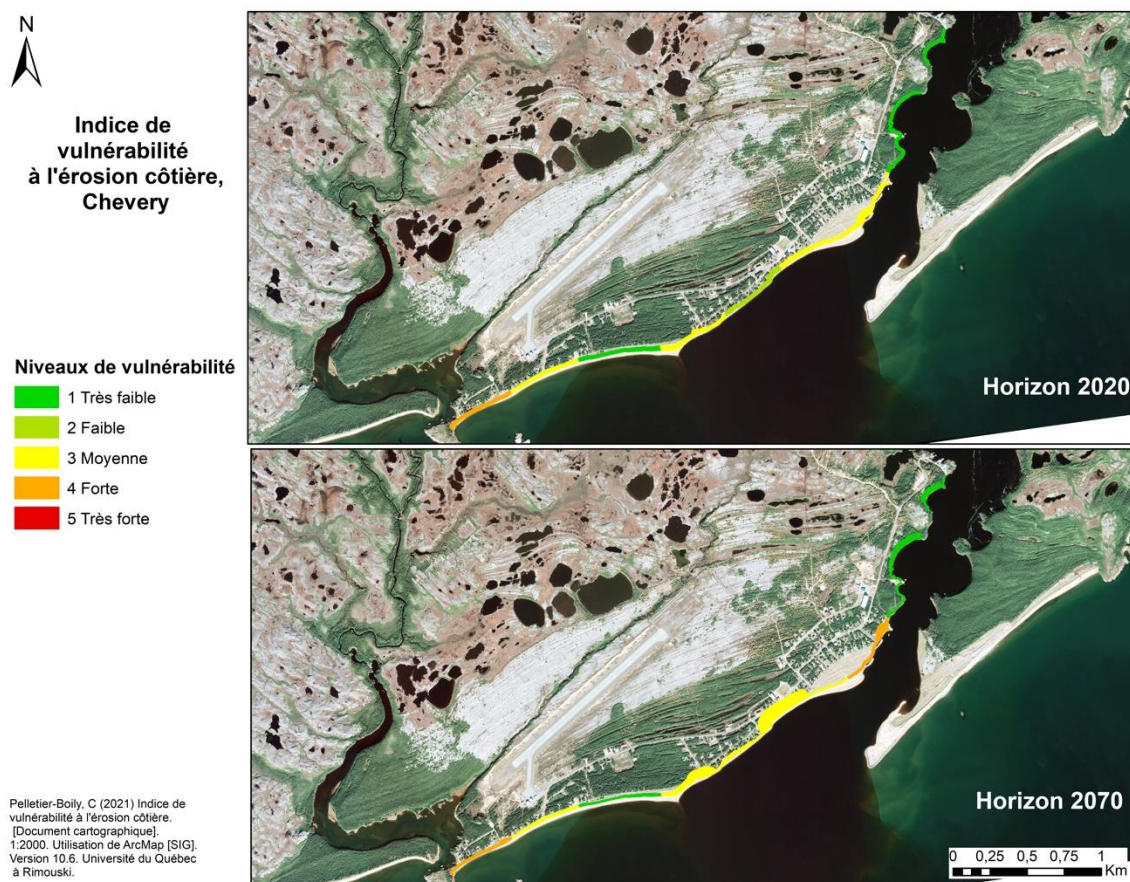 N
Indice de
vulnérabilité
à l'érosion côtière,
Chevery
Niveaux de vulnérabilité
1 Très faible
2 Faible
3 Moyenne
4 Forte
5 Très forte
Horizon 2020
Horizon 2070
Pelletier-Boily, C (2021) Indice de
vulnérabilité à l'érosion côtière.
[Document cartographique].
1:2000. Utilisation de ArcMap [SIG].
Version 10.6. Université du Québec
à Rimouski.
0 0,25 0,5 0,75 1
Km